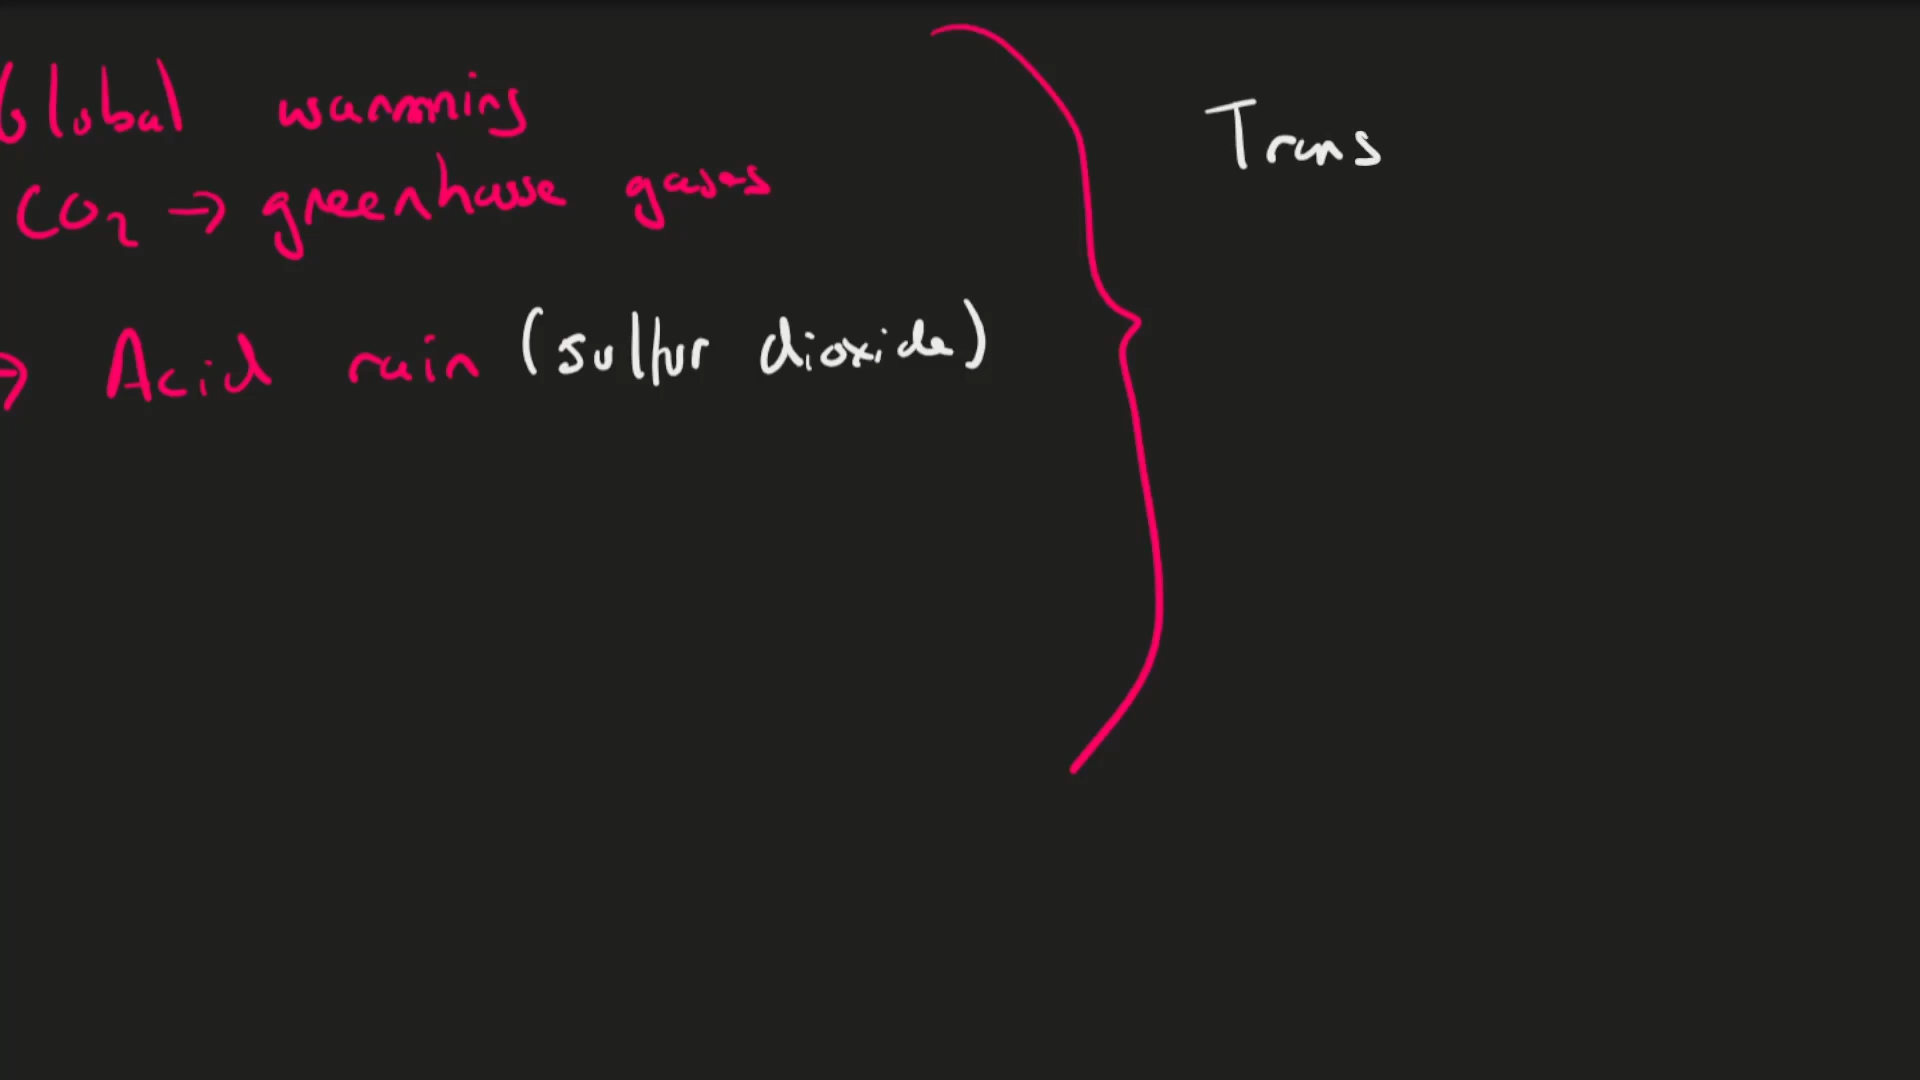 Global warming
CO₂ → greenhouse gases
→ Acid rain (sulfur dioxide)
Trans